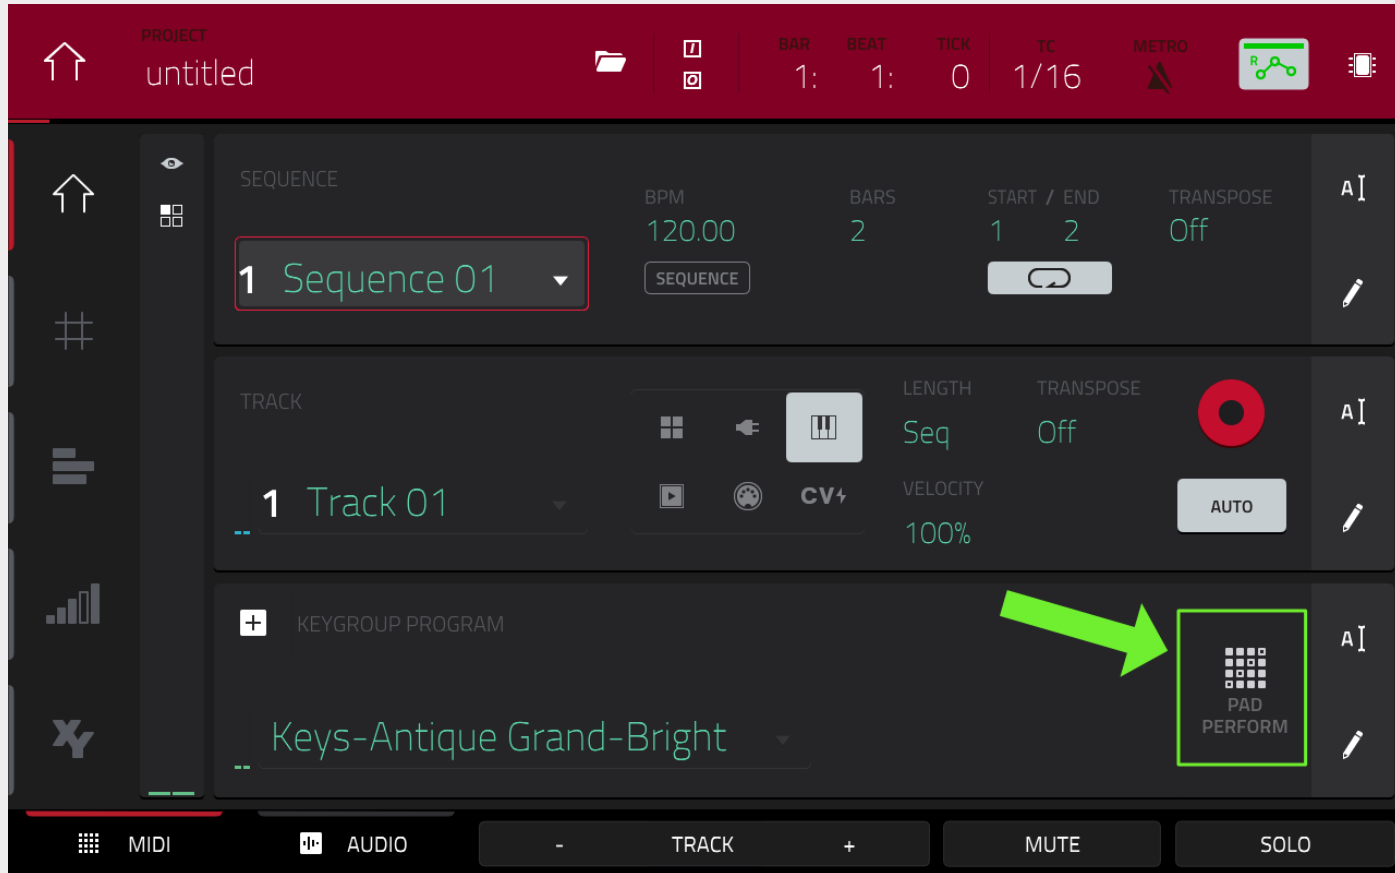 PROJECT
untitled
BAR BEAT TICK TC METRO
1: 1: 0 1/16
R
SEQUENCE
1 Sequence 01
BPM BARS START / END TRANSPOSE
120.00 2 1 2 Off
SEQUENCE
TRACK
1 Track 01
CV
LENGTH TRANSPOSE
Seq Off
VELOCITY
100%
AUTO
KEYGROUP PROGRAM
Keys-Antique Grand-Bright
PAD
PERFORM
A
A
A
XY
MIDI AUDIO - TRACK + MUTE SOLO